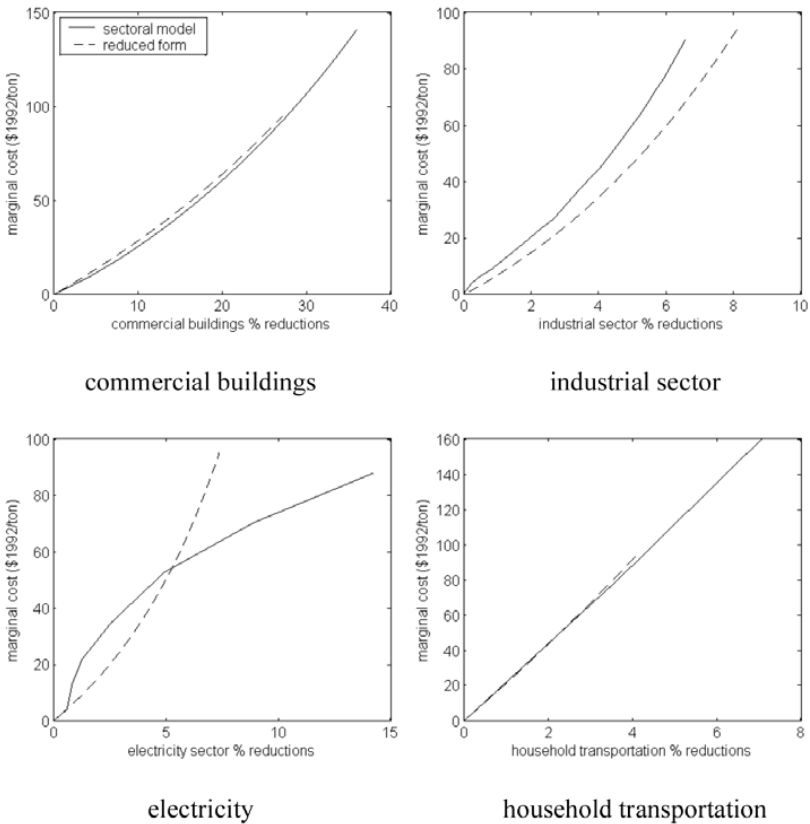 150
100
50
0
marginal cost ($1992/ton)
sectoral model
reduced form
0 10 20 30 40
commercial buildings % reductions
commercial buildings
100
80
60
40
20
0
marginal cost ($1992/ton)
0 2 4 6 8 10
industrial sector % reductions
industrial sector
100
80
60
40
20
0
marginal cost ($1992/ton)
0 5 10 15
electricity sector % reductions
electricity
160
140
120
100
80
60
40
20
0
marginal cost ($1992/ton)
0 2 4 6 8
household transportation % reductions
household transportation